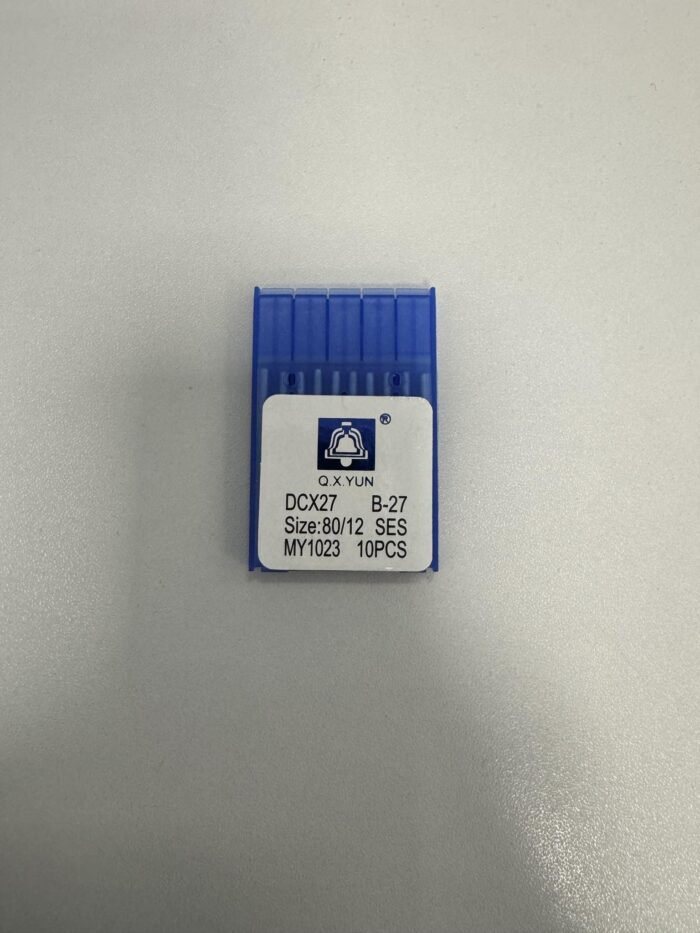 ®
Q.X.YUN
DCX27 B-27
Size:80/12 SES
MY1023 10PCS